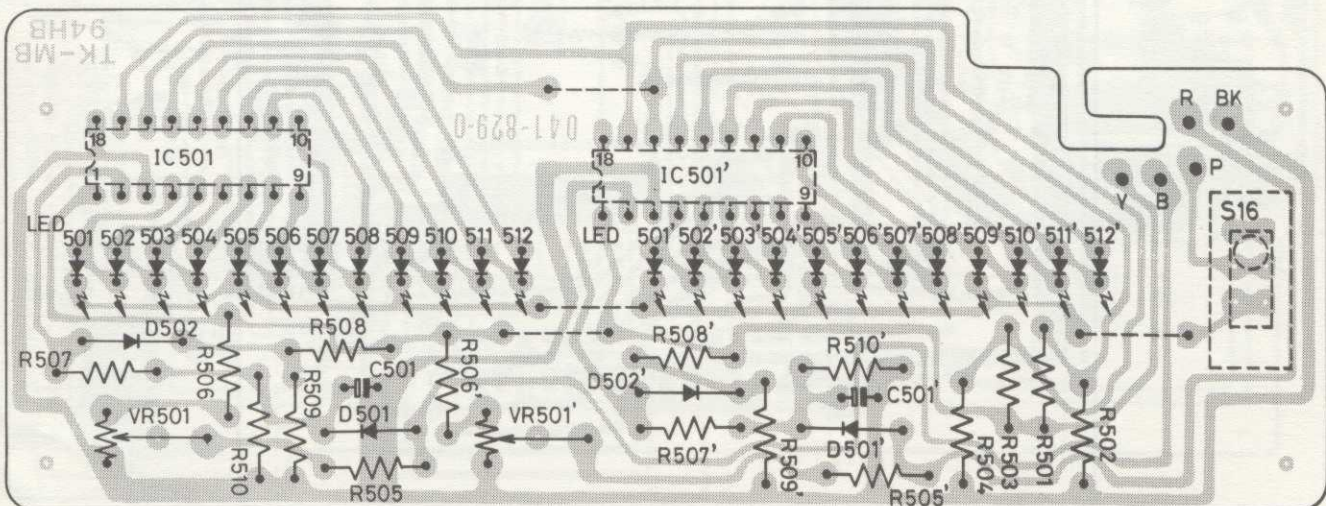 TK-MB
94HB
041-829-0
R BK
18 10
IC501
1 9
18 10
IC501'
1 9
P
Y B
S16
LED 501 502 503 504 505 506 507 508 509 510 511 512
LED 501' 502' 503' 504' 505' 506' 507' 508' 509' 510' 511' 512'
D502
R508
R508'
R510'
R507
R506
C501
R506'
D502'
C501'
R509
VR501
D501
VR501'
R507'
D501'
R510
R505
R509'
R505'
R504
R503
R501
R502